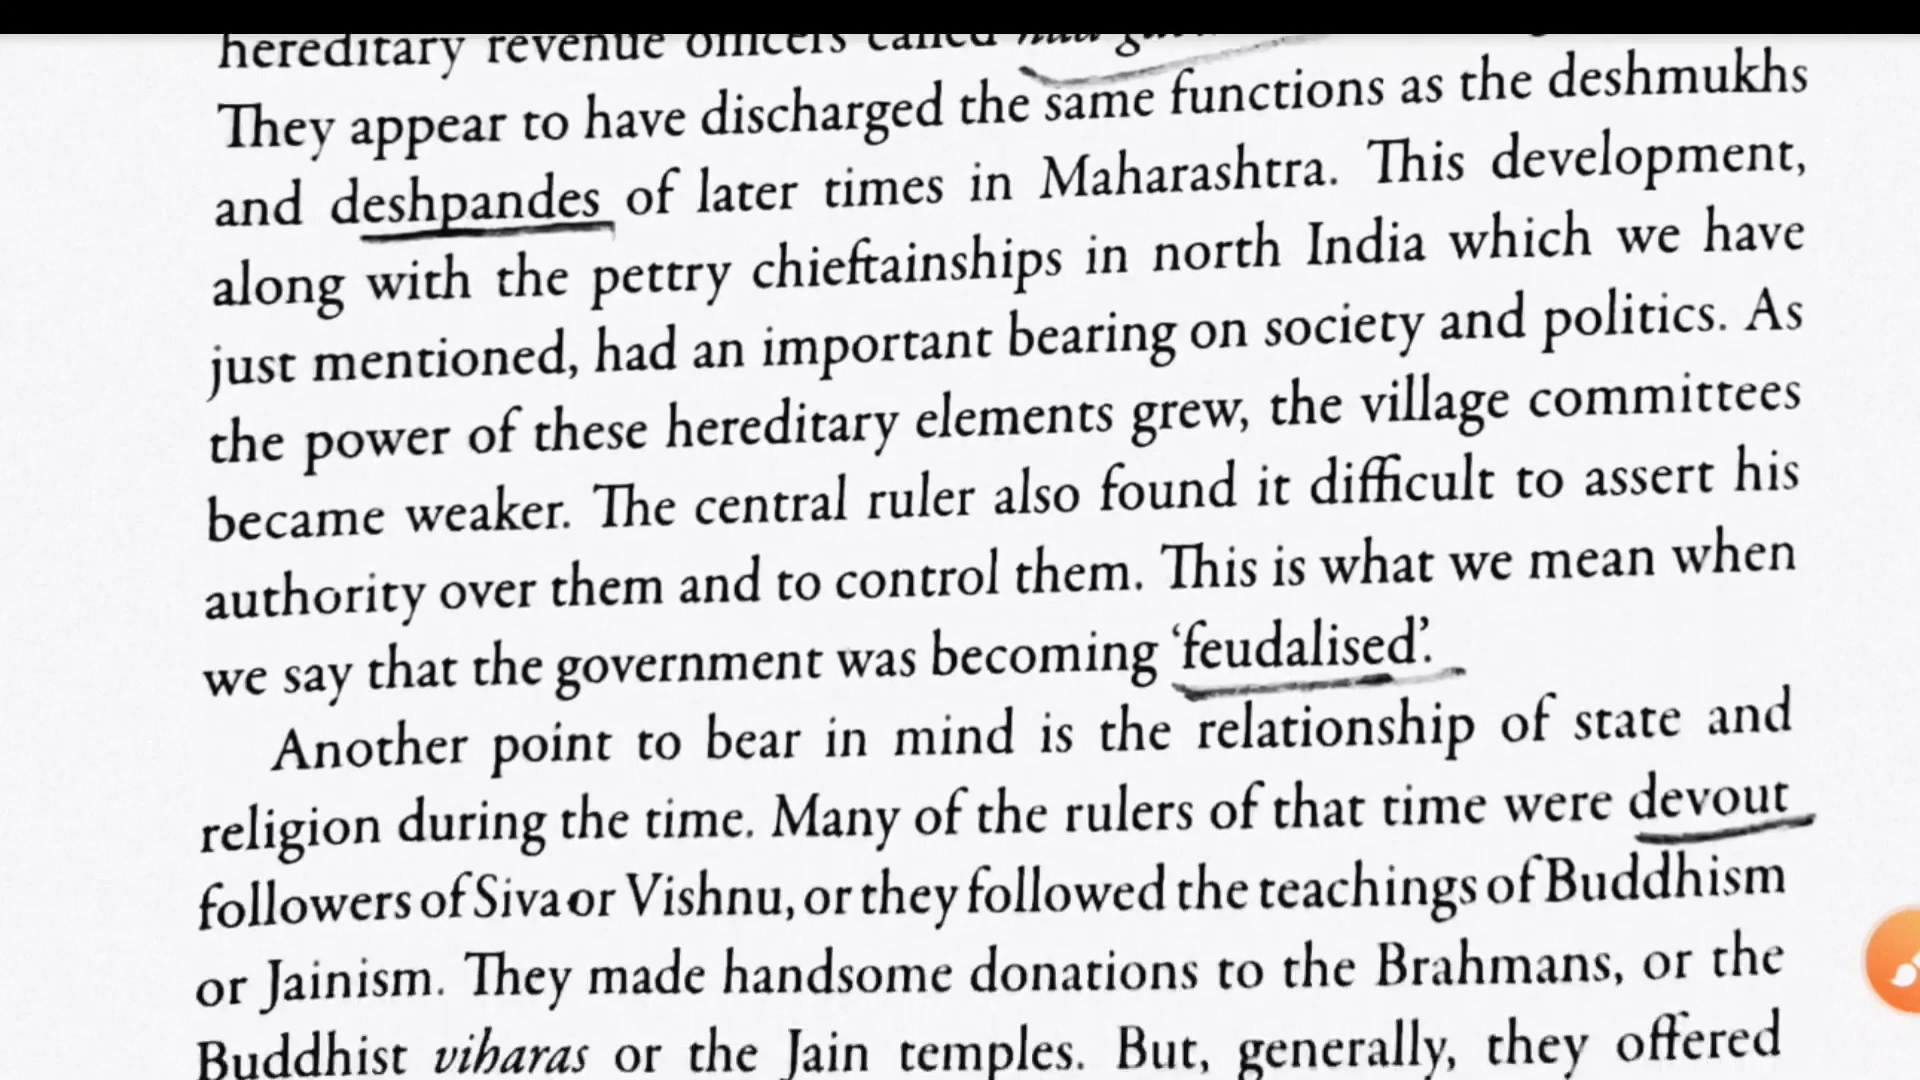 hereditary revenue officers called
They appear to have discharged the same functions as the deshmukhs
and deshpandes of later times in Maharashtra. This development,
along with the pettry chieftainships in north India which we have
just mentioned, had an important bearing on society and politics. As
the power of these hereditary elements grew, the village committees
became weaker. The central ruler also found it difficult to assert his
authority over them and to control them. This is what we mean when
we say that the government was becoming ‘feudalised’.
Another point to bear in mind is the relationship of state and
religion during the time. Many of the rulers of that time were devout
followers of Siva or Vishnu, or they followed the teachings of Buddhism
or Jainism. They made handsome donations to the Brahmans, or the
Buddhist viharas or the Jain temples. But, generally, they offered